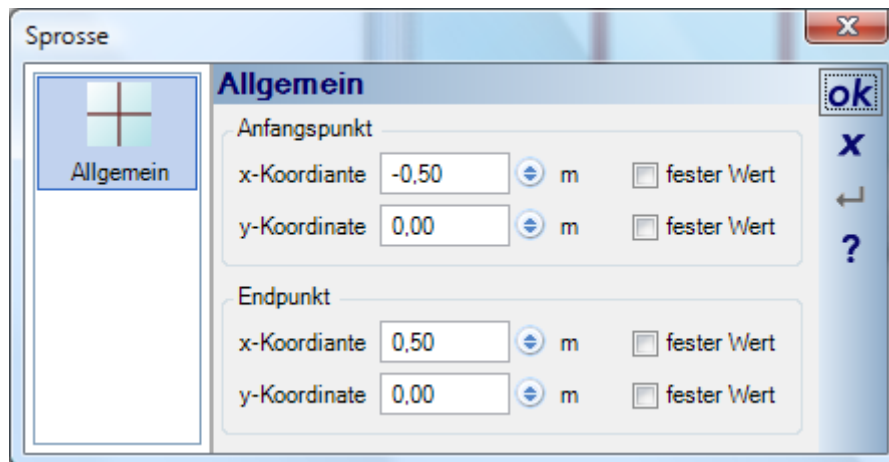 Sprosse
Allgemein
Allgemein
Anfangspunkt
x-Koordiante -0,50 m fester Wert
y-Koordinate 0,00 m fester Wert
Endpunkt
x-Koordiante 0,50 m fester Wert
y-Koordinate 0,00 m fester Wert
ok
x
?